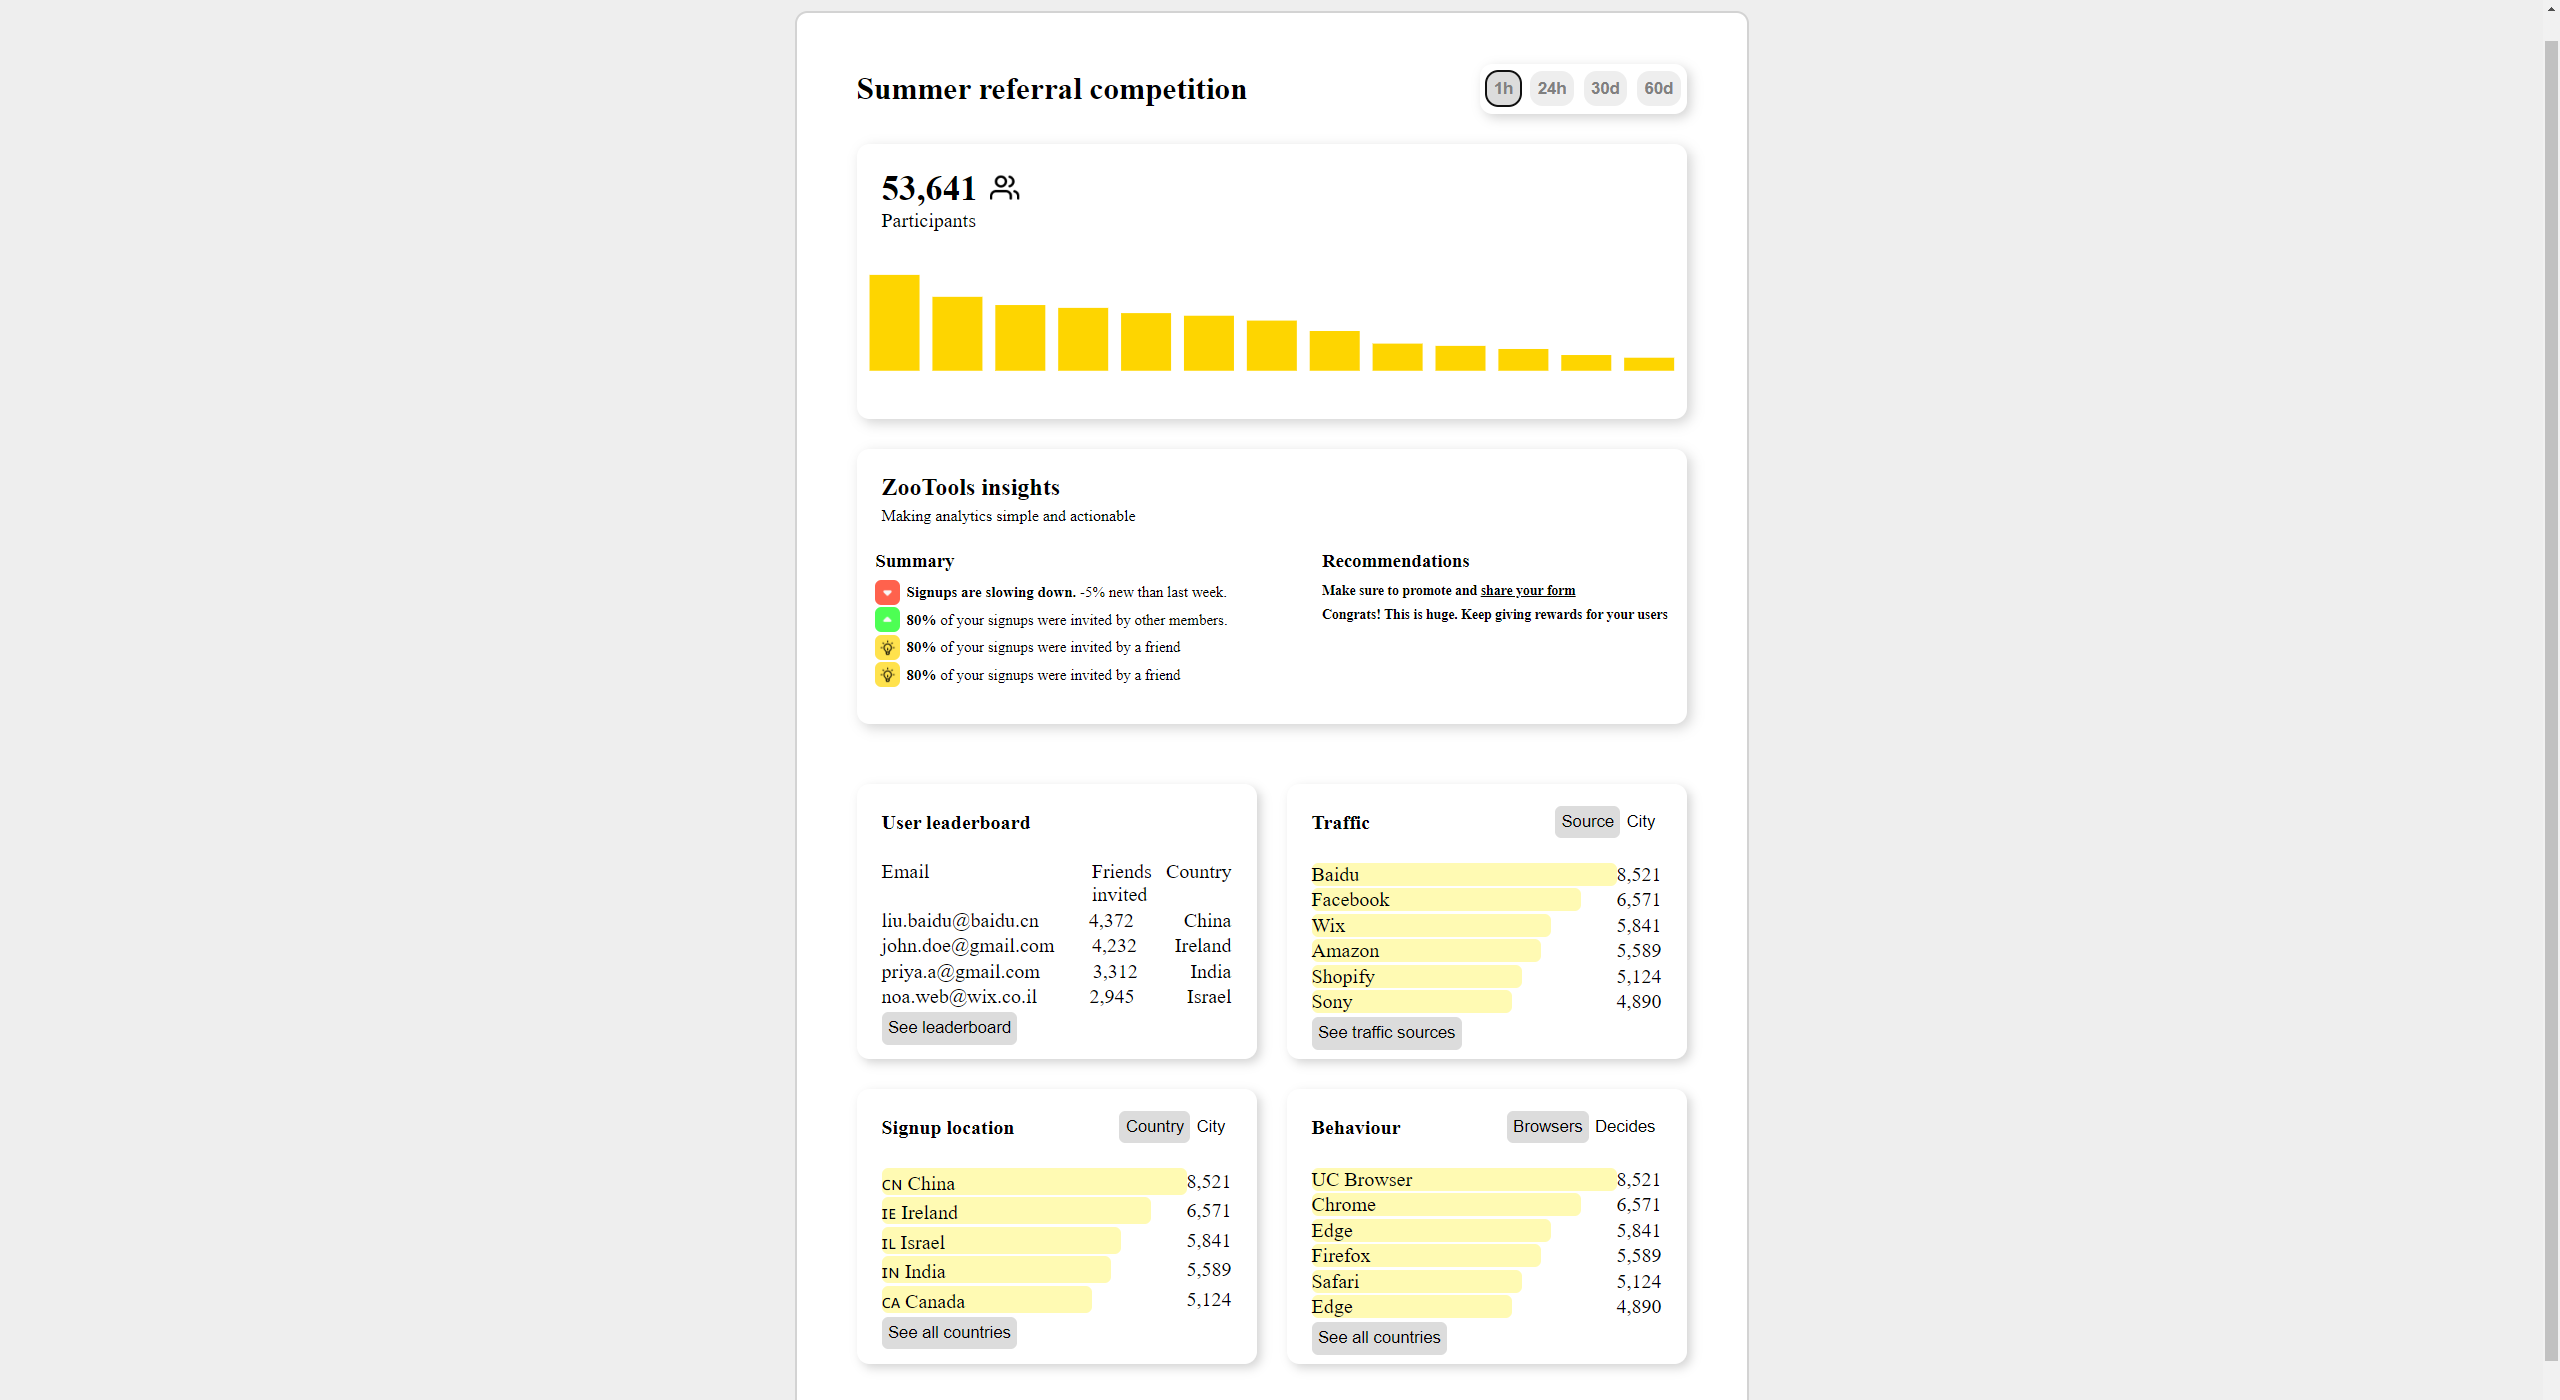 Summer referral competition
1h 24h 30d 60d
53,641
Participants
ZooTools insights
Making analytics simple and actionable
Summary
Signups are slowing down. -5% new than last week.
80% of your signups were invited by other members.
80% of your signups were invited by a friend
80% of your signups were invited by a friend
Recommendations
Make sure to promote and share your form
Congrats! This is huge. Keep giving rewards for your users
User leaderboard
Email Friends invited Country
liu.baidu@baidu.cn 4,372 China
john.doe@gmail.com 4,232 Ireland
priya.a@gmail.com 3,312 India
noa.web@wix.co.il 2,945 Israel
See leaderboard
Traffic Source City
Baidu 8,521
Facebook 6,571
Wix 5,841
Amazon 5,589
Shopify 5,124
Sony 4,890
See traffic sources
Signup location Country City
CN China 8,521
IE Ireland 6,571
IL Israel 5,841
IN India 5,589
CA Canada 5,124
See all countries
Behaviour Browsers Decides
UC Browser 8,521
Chrome 6,571
Edge 5,841
Firefox 5,589
Safari 5,124
Edge 4,890
See all countries